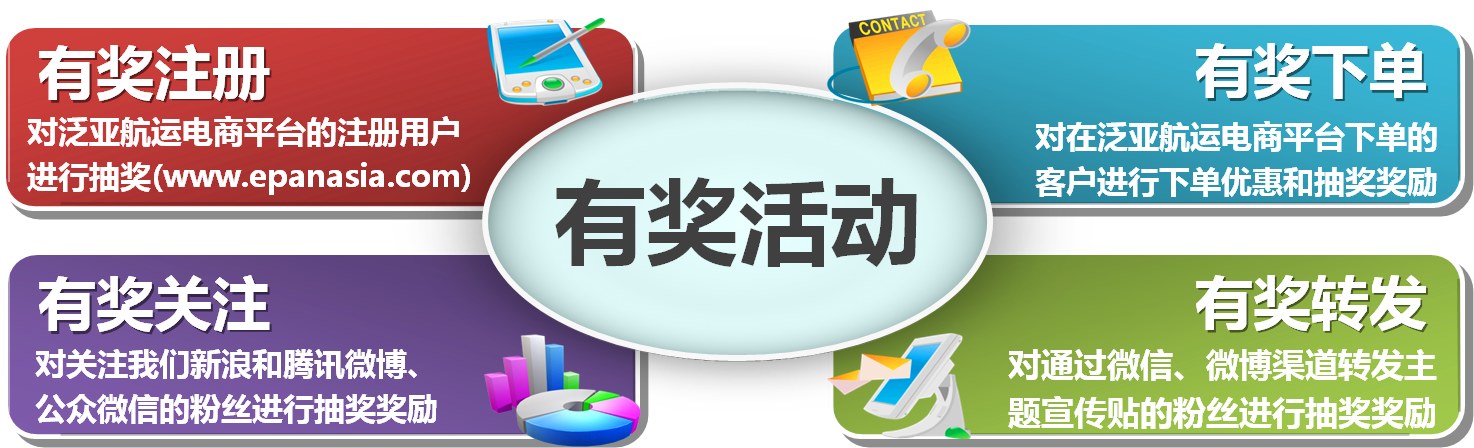 有奖注册
对泛亚航运电商平台的注册用户
进行抽奖(www.epanasia.com)
CONTACT
有奖下单
对在泛亚航运电商平台下单的
客户进行下单优惠和抽奖奖励
有奖活动
有奖关注
对关注我们新浪和腾讯微博、
公众微信的粉丝进行抽奖奖励
有奖转发
对通过微信、微博渠道转发主
题宣传贴的粉丝进行抽奖奖励